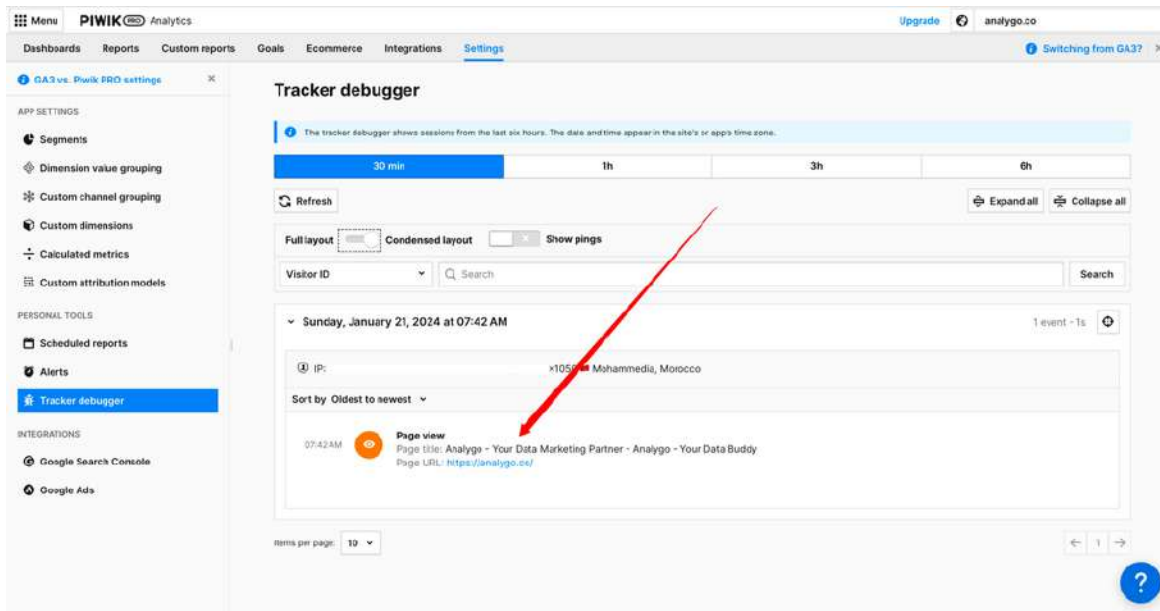 Menu PIWIK PRO Analytics Upgrade analygo.co
Dashboards Reports Custom reports Goals Ecommerce Integrations Settings Switching from GA3?
GA3 vs. Piwik PRO settings
Tracker debugger
APP SETTINGS
The tracker debugger shows sessions from the last six hours. The date and time appear in the site's or app's time zone.
Segments
Dimension value grouping
30 min 1h 3h 6h
Custom channel grouping
Refresh Expand all Collapse all
Custom dimensions
Full layout Condensed layout Show pings
Calculated metrics
Visitor ID Search Search
Custom attribution models
PERSONAL TOOLS
Sunday, January 21, 2024 at 07:42 AM 1 event - 1s
Scheduled reports
Alerts
IP: ×1050 Mohammedia, Morocco
Tracker debugger
Sort by Oldest to newest
INTEGRATIONS
Page view
07:42 AM
Page title: Analygo - Your Data Marketing Partner - Analygo - Your Data Buddy
Google Search Console
Page URL: https://analygo.co/
Google Ads
Items per page: 10 1
?